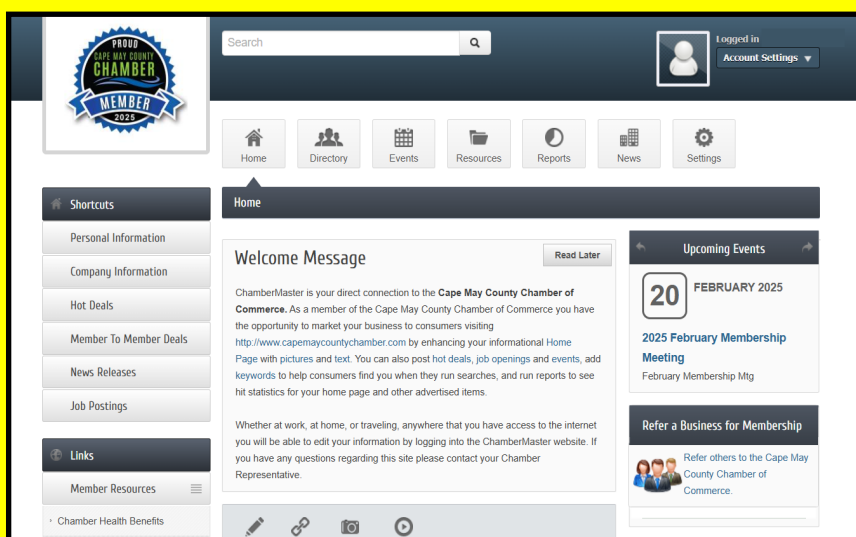 PROUD
CAPE MAY COUNTY
CHAMBER
MEMBER
2025
Search
Logged in
Account Settings
Home
Directory
Events
Resources
Reports
News
Settings
Shortcuts
Personal Information
Company Information
Hot Deals
Member To Member Deals
News Releases
Job Postings
Links
Member Resources
Chamber Health Benefits
Home
Welcome Message
Read Later
ChamberMaster is your direct connection to the Cape May County Chamber of
Commerce. As a member of the Cape May County Chamber of Commerce you have
the opportunity to market your business to consumers visiting
http://www.capemaycountychamber.com by enhancing your informational Home
Page with pictures and text. You can also post hot deals, job openings and events, add
keywords to help consumers find you when they run searches, and run reports to see
hit statistics for your home page and other advertised items.
Whether at work, at home, or traveling, anywhere that you have access to the internet
you will be able to edit your information by logging into the ChamberMaster website. If
you have any questions regarding this site please contact your Chamber
Representative.
Upcoming Events
20
FEBRUARY 2025
2025 February Membership
Meeting
February Membership Mtg
Refer a Business for Membership
Refer others to the Cape May
County Chamber of
Commerce.